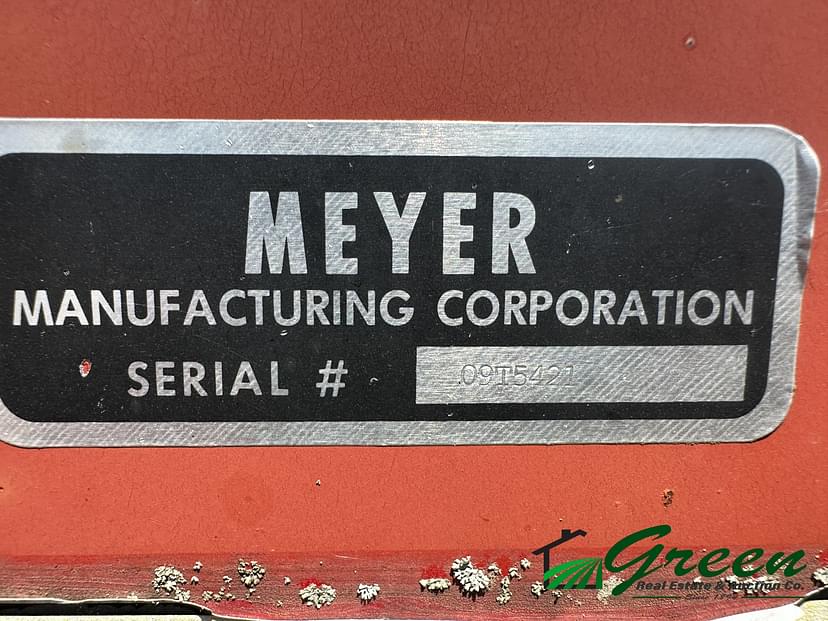 MEYER
MANUFACTURING CORPORATION
SERIAL # 09T5421
Green
Real Estate & Auction Co.